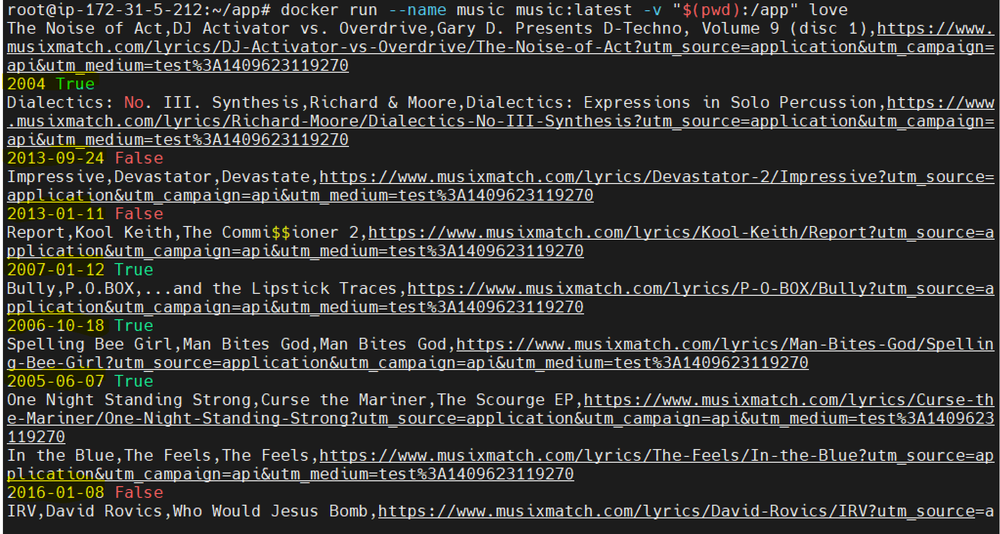 root@ip-172-31-5-212:~/app# docker run --name music music:latest -v "$(pwd):/app" love
The Noise of Act,DJ Activator vs. Overdrive,Gary D. Presents D-Techno, Volume 9 (disc 1),https://www.
musixmatch.com/lyrics/DJ-Activator-vs-Overdrive/The-Noise-of-Act?utm_source=application&utm_campaign=
api&utm_medium=test%3A1409623119270
2004 True
Dialectics: No. III. Synthesis,Richard & Moore,Dialectics: Expressions in Solo Percussion,https://www
.musixmatch.com/lyrics/Richard-Moore/Dialectics-No-III-Synthesis?utm_source=application&utm_campaign=
api&utm_medium=test%3A1409623119270
2013-09-24 False
Impressive,Devastator,Devastate,https://www.musixmatch.com/lyrics/Devastator-2/Impressive?utm_source=
application&utm_campaign=api&utm_medium=test%3A1409623119270
2013-01-11 False
Report,Kool Keith,The Commi$$ioner 2,https://www.musixmatch.com/lyrics/Kool-Keith/Report?utm_source=a
pplication&utm_campaign=api&utm_medium=test%3A1409623119270
2007-01-12 True
Bully,P.O.BOX,...and the Lipstick Traces,https://www.musixmatch.com/lyrics/P-O-BOX/Bully?utm_source=a
pplication&utm_campaign=api&utm_medium=test%3A1409623119270
2006-10-18 True
Spelling Bee Girl,Man Bites God,Man Bites God,https://www.musixmatch.com/lyrics/Man-Bites-God/Spellin
g-Bee-Girl?utm_source=application&utm_campaign=api&utm_medium=test%3A1409623119270
2005-06-07 True
One Night Standing Strong,Curse the Mariner,The Scourge EP,https://www.musixmatch.com/lyrics/Curse-th
e-Mariner/One-Night-Standing-Strong?utm_source=application&utm_campaign=api&utm_medium=test%3A1409623
119270
In the Blue,The Feels,The Feels,https://www.musixmatch.com/lyrics/The-Feels/In-the-Blue?utm_source=ap
plication&utm_campaign=api&utm_medium=test%3A1409623119270
2016-01-08 False
IRV,David Rovics,Who Would Jesus Bomb,https://www.musixmatch.com/lyrics/David-Rovics/IRV?utm_source=a